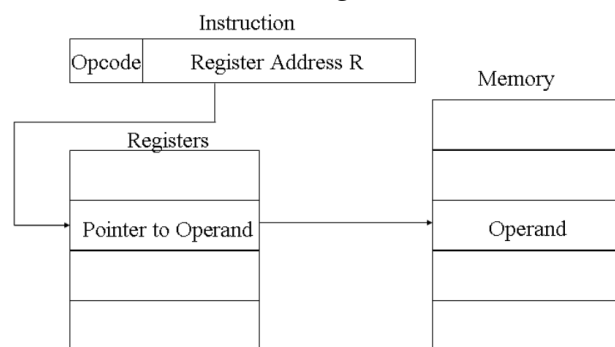 Instruction
Opcode Register Address R
Memory
Registers
Pointer to Operand Operand